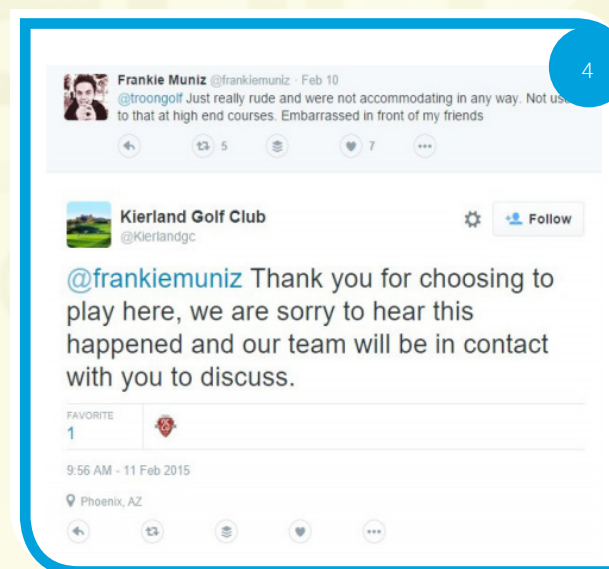 4
Frankie Muniz @frankiemuniz · Feb 10
@troongolf Just really rude and were not accommodating in any way. Not
to that at high end courses. Embarrassed in front of my friends
5 7
Kierland Golf Club
@Kierlandgc
Follow
@frankiemuniz Thank you for choosing to
play here, we are sorry to hear this
happened and our team will be in contact
with you to discuss.
FAVORITE
1
9:56 AM - 11 Feb 2015
Phoenix, AZ